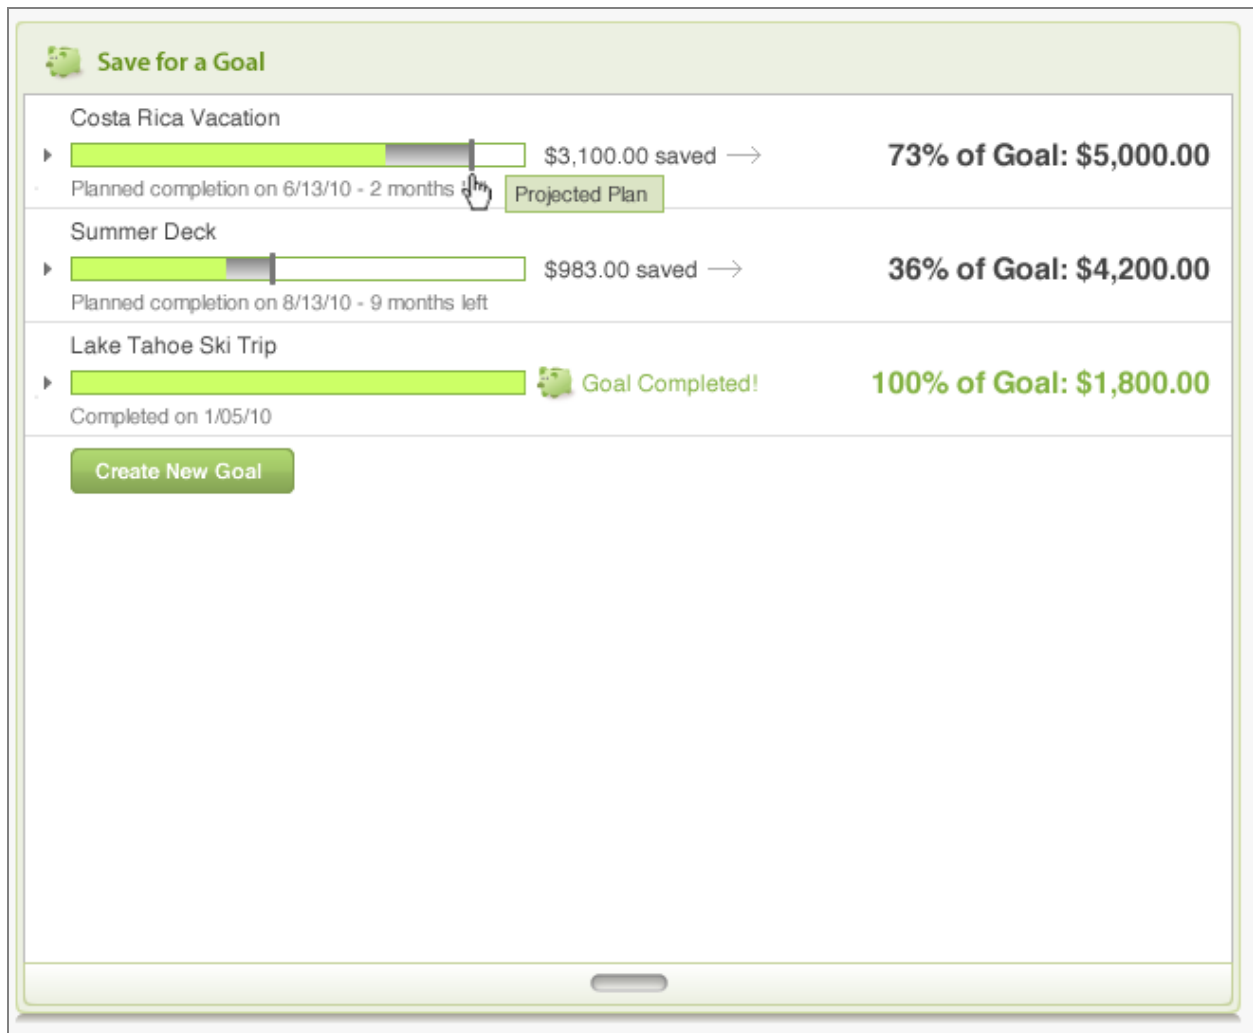 Save for a Goal
Costa Rica Vacation
$3,100.00 saved
73% of Goal: $5,000.00
Planned completion on 6/13/10 - 2 months
Projected Plan
Summer Deck
$983.00 saved
36% of Goal: $4,200.00
Planned completion on 8/13/10 - 9 months left
Lake Tahoe Ski Trip
Goal Completed!
100% of Goal: $1,800.00
Completed on 1/05/10
Create New Goal